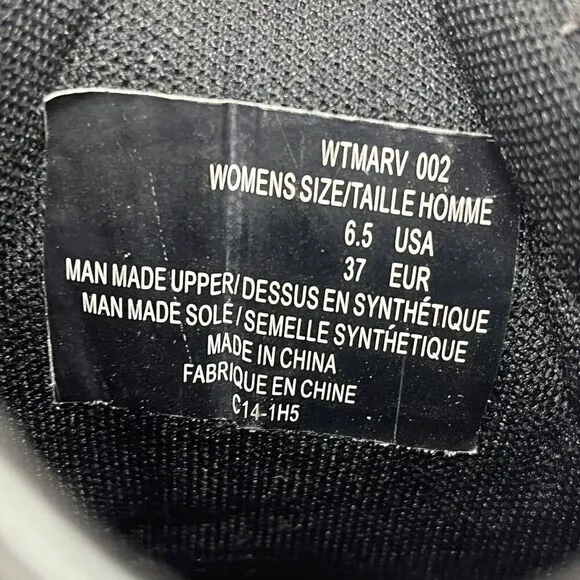 WTMARV 002
WOMENS SIZE/TAILLE HOMME
6.5 USA
37 EUR
MAN MADE UPPER/DESSUS EN SYNTHÉTIQUE
MAN MADE SOLE/SEMELLE SYNTHÉTIQUE
MADE IN CHINA
FABRIQUE EN CHINE
C14-1H5